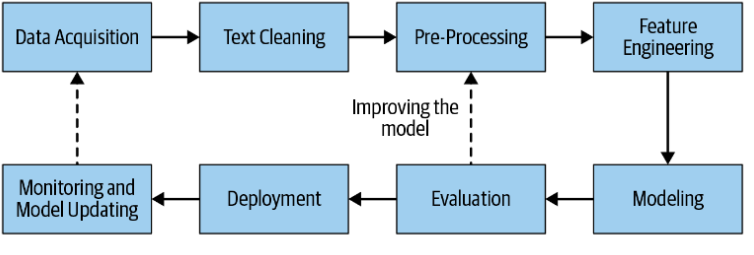 Data Acquisition
Text Cleaning
Pre-Processing
Feature
Engineering
Improving the
model
Monitoring and
Model Updating
Deployment
Evaluation
Modeling